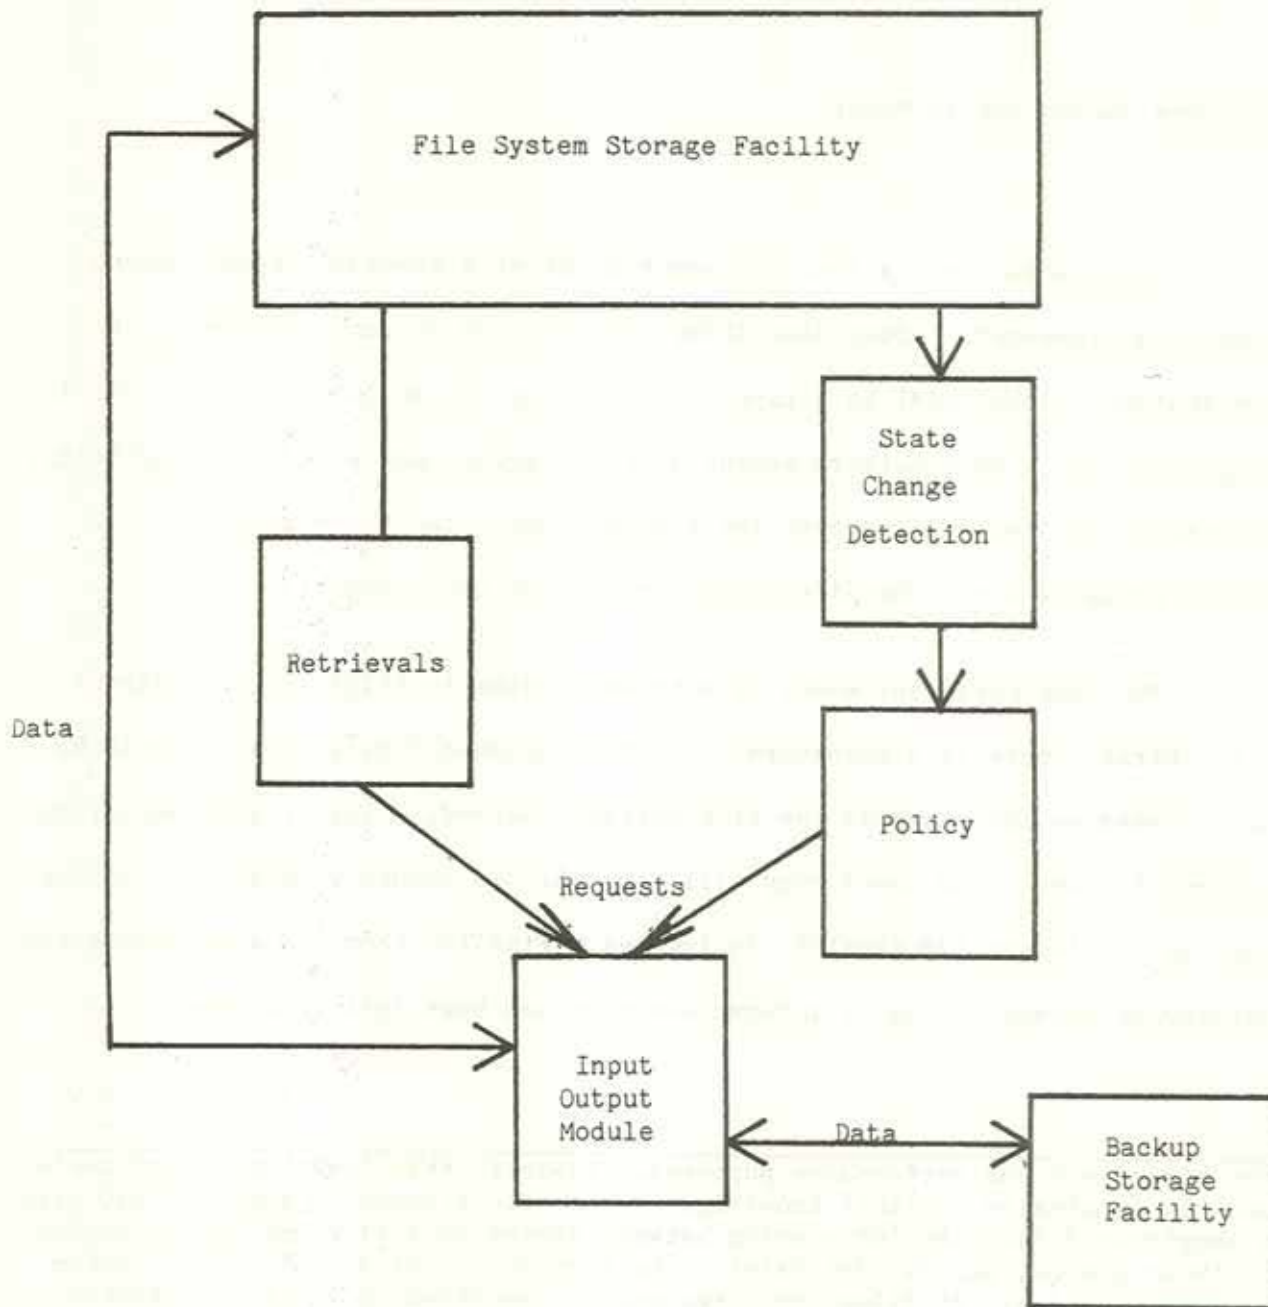 File System Storage Facility
State
Change
Detection
Retrievals
Data
Policy
Requests
Input
Output
Module
Data
Backup
Storage
Facility